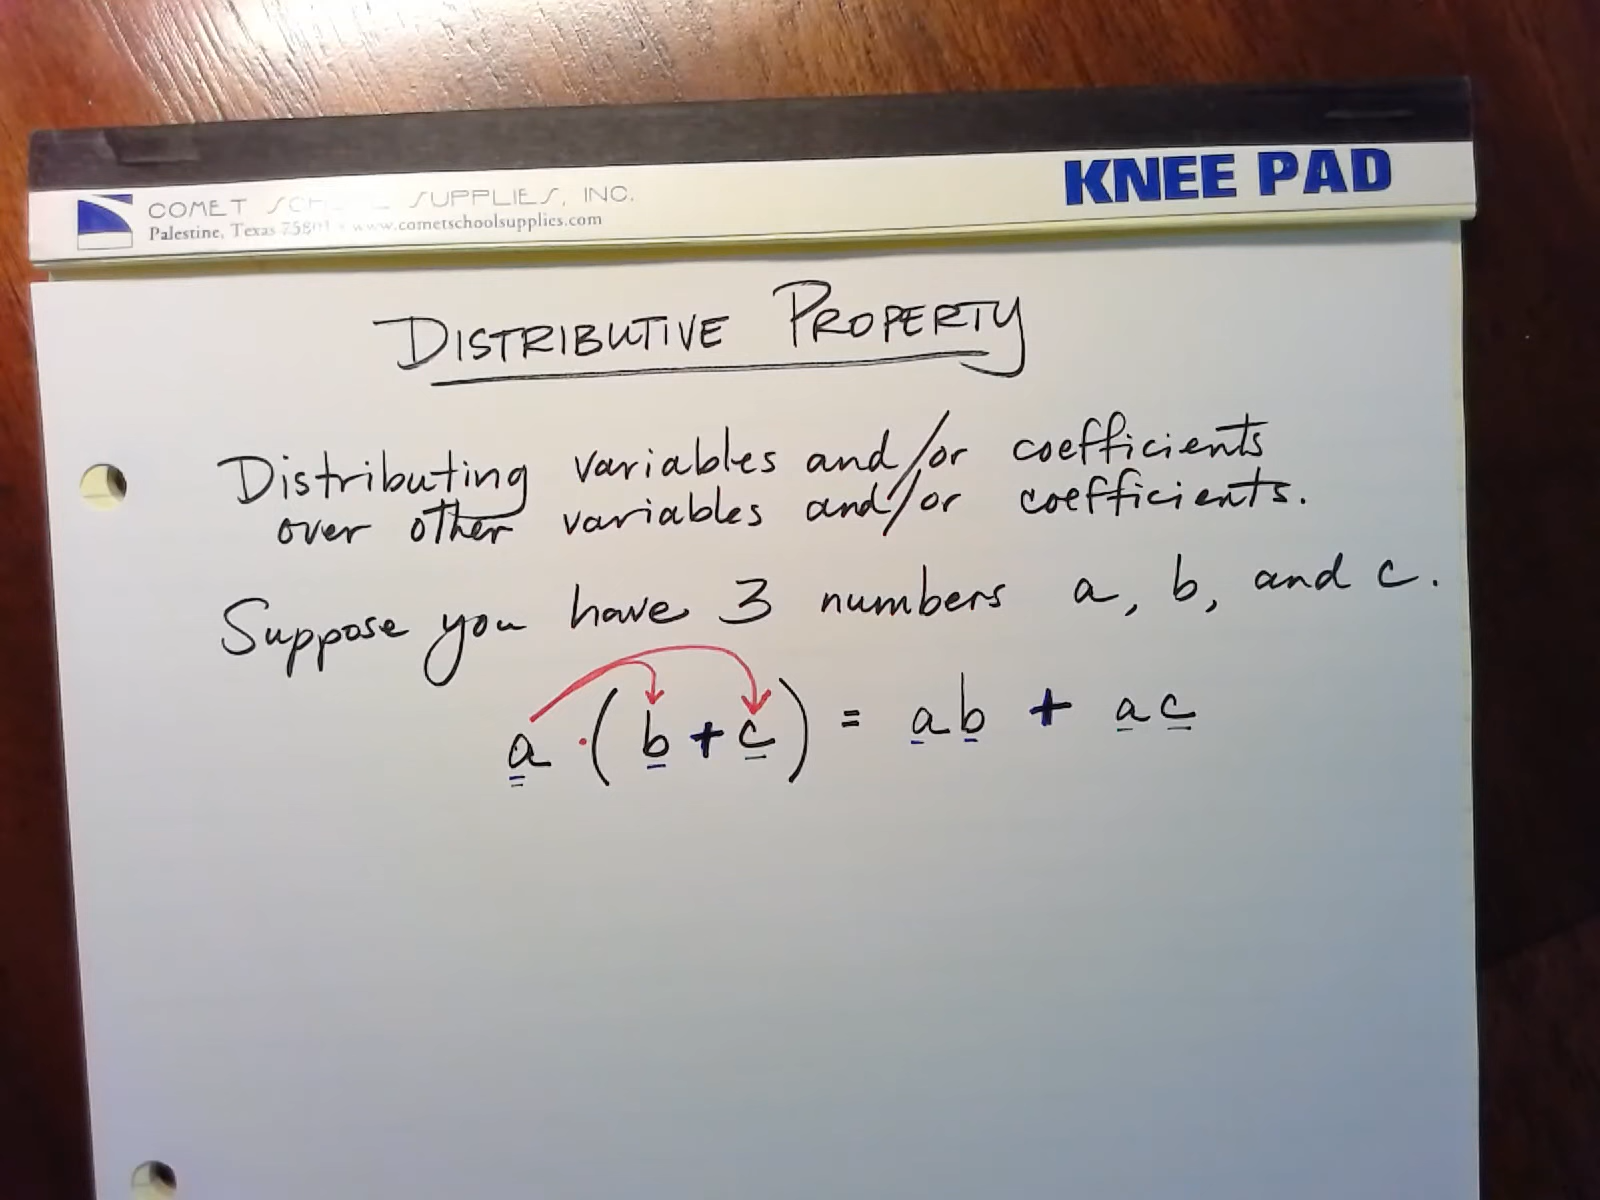 COMET SUPPLIES, INC.
KNEE PAD
Palestine, Texas www.cometschoolsupplies.com
DISTRIBUTIVE PROPERTY
Distributing variables and/or coefficients
over other variables and/or coefficients.
Suppose you have 3 numbers a, b, and c.
a · (b + c) = ab + ac